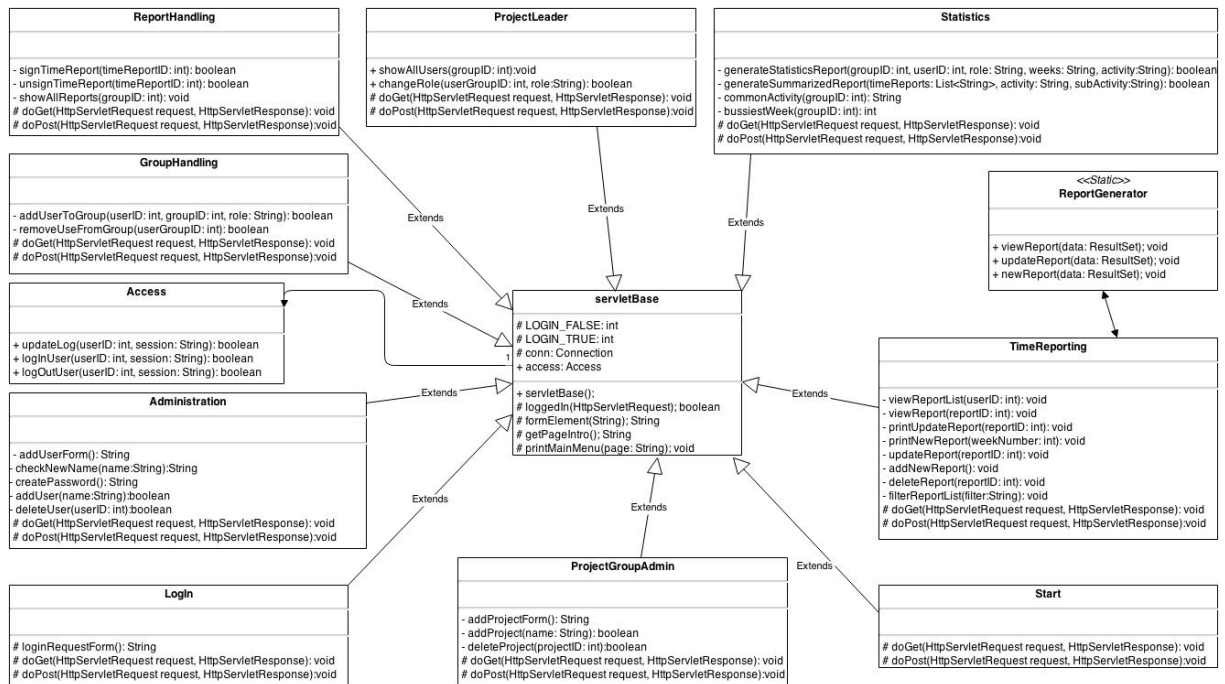 ReportHandling
- signTimeReport(timeReportID: int): boolean
- unsignTimeReport(timeReportID: int): boolean
- showAllReports(groupID: int): void
# doGet(HttpServletRequest request, HttpServletResponse): void
# doPost(HttpServletRequest request, HttpServletResponse):void
ProjectLeader
+ showAllUsers(groupID: int):void
+ changeRole(userGroupID: int, role:String): boolean
# doGet(HttpServletRequest request, HttpServletResponse): void
# doPost(HttpServletRequest request, HttpServletResponse):void
Statistics
- generateStatisticsReport(groupID: int, userID: int, role: String, weeks: String, activity:String): boolean
- generateSummarizedReport(timeReports: List<String>, activity: String, subActivity:String): boolean
- commonActivity(groupID: int): String
- bussiestWeek(groupID: int): int
# doGet(HttpServletRequest request, HttpServletResponse): void
# doPost(HttpServletRequest request, HttpServletResponse):void
GroupHandling
- addUserToGroup(userID: int, groupID: int, role: String): boolean
- removeUseFromGroup(userGroupID: int): boolean
# doGet(HttpServletRequest request, HttpServletResponse): void
# doPost(HttpServletRequest request, HttpServletResponse):void
<<Static>>
ReportGenerator
+ viewReport(data: ResultSet); void
+ updateReport(data: ResultSet); void
+ newReport(data: ResultSet); void
Extends
Extends
Extends
Extends
Access
+ updateLog(userID: int, session: String): boolean
+ logInUser(userID: int, session: String): boolean
+ logOutUser(userID: int, session: String): boolean
1
servletBase
# LOGIN_FALSE: int
# LOGIN_TRUE: int
# conn: Connection
+ access: Access
+ servletBase();
# loggedIn(HttpServletRequest); boolean
# formElement(String); String
# getPageIntro(); String
# printMainMenu(page: String); void
TimeReporting
- viewReportList(userID: int): void
- viewReport(reportID: int): void
- printUpdateReport(reportID: int): void
- printNewReport(weekNumber: int): void
- updateReport(reportID: int): void
- addNewReport(): void
- deleteReport(reportID: int): void
- filterReportList(filter:String): void
# doGet(HttpServletRequest request, HttpServletResponse): void
# doPost(HttpServletRequest request, HttpServletResponse):void
Extends
Extends
Administration
- addUserForm(): String
- checkNewName(name:String):String
- createPassword(): String
- addUser(name:String):boolean
- deleteUser(userID: int):boolean
# doGet(HttpServletRequest request, HttpServletResponse): void
# doPost(HttpServletRequest request, HttpServletResponse):void
Extends
Extends
Extends
LogIn
# loginRequestForm(): String
# doGet(HttpServletRequest request, HttpServletResponse): void
# doPost(HttpServletRequest request, HttpServletResponse):void
ProjectGroupAdmin
- addProjectForm(): String
- addProject(name: String): boolean
- deleteProject(projectID: int):boolean
# doGet(HttpServletRequest request, HttpServletResponse): void
# doPost(HttpServletRequest request, HttpServletResponse):void
Start
# doGet(HttpServletRequest request, HttpServletResponse): void
# doPost(HttpServletRequest request, HttpServletResponse):void